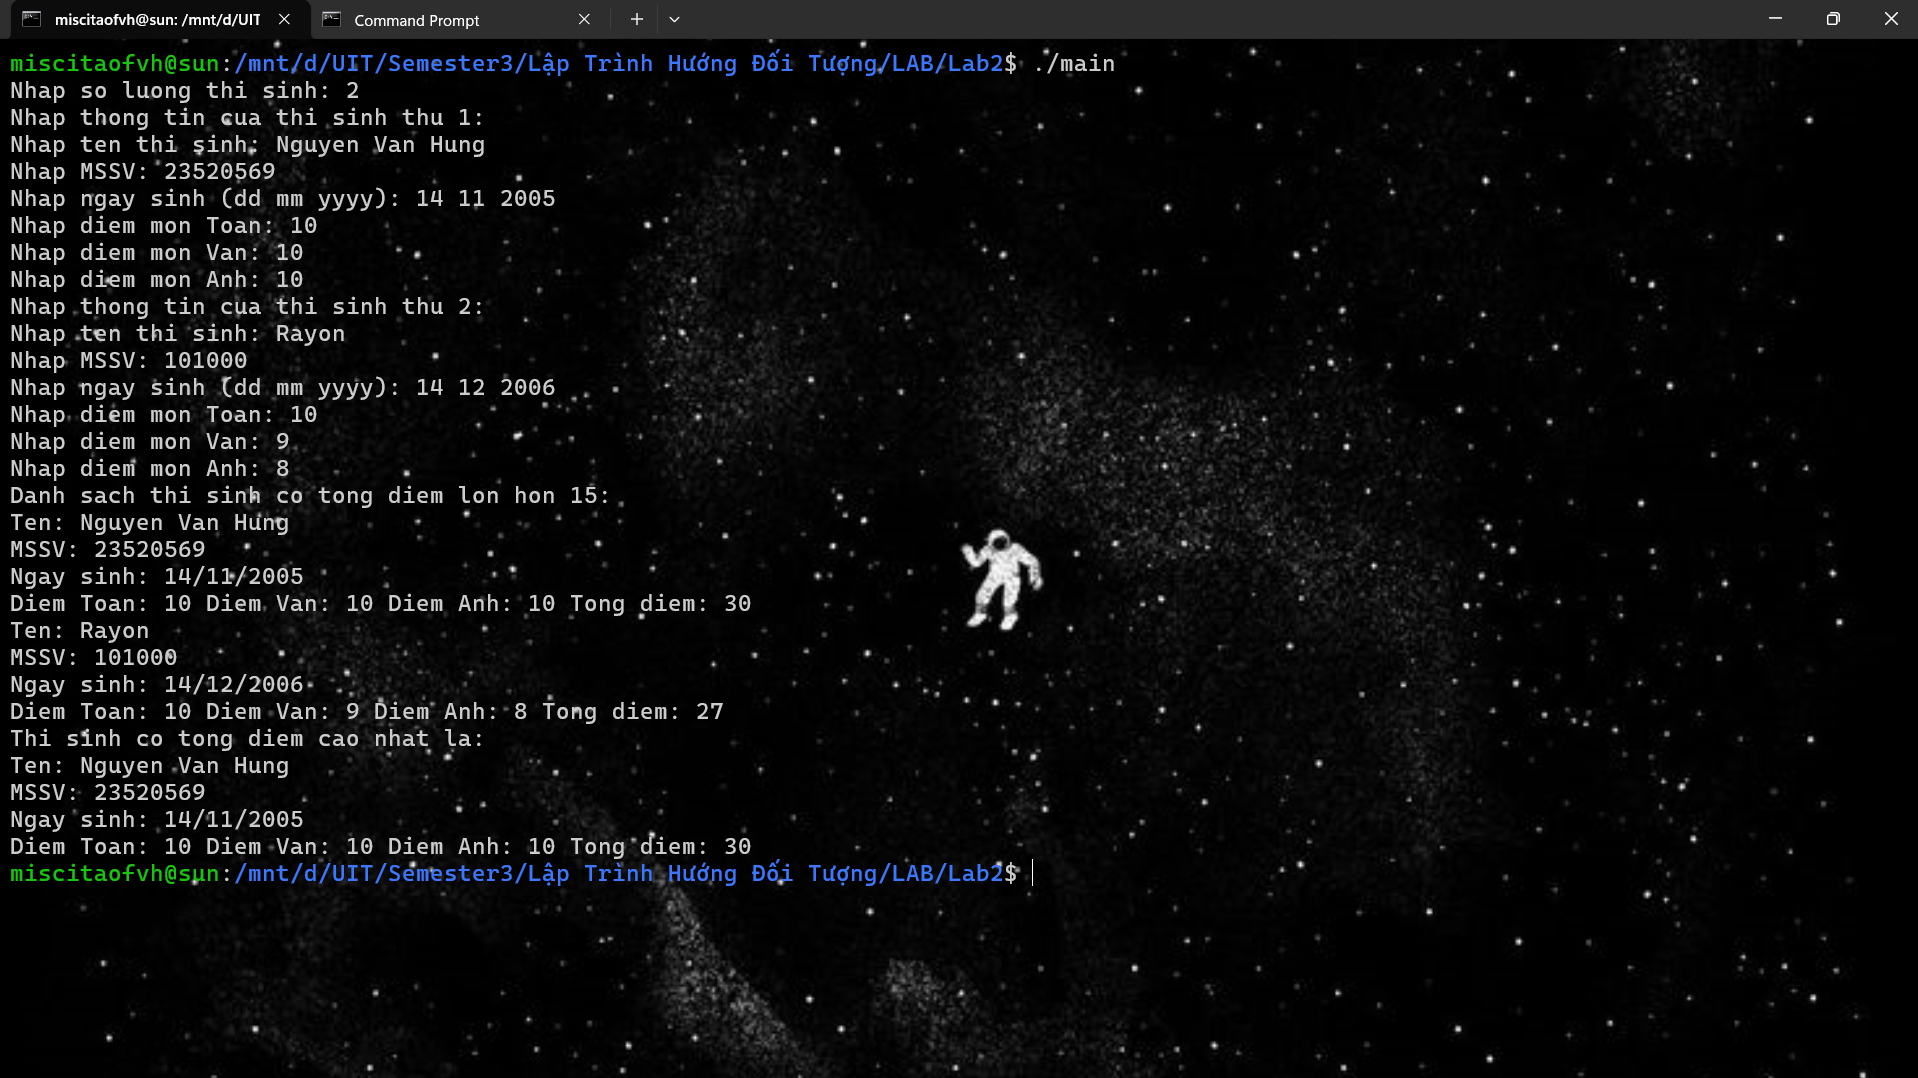 miscitaofvh@sun: /mnt/d/UIT
Command Prompt
miscitaofvh@sun:/mnt/d/UIT/Semester3/Lập Trình Hướng Đối Tượng/LAB/Lab2$ ./main
Nhap so luong thi sinh: 2
Nhap thong tin cua thi sinh thu 1:
Nhap ten thi sinh: Nguyen Van Hung
Nhap MSSV: 23520569
Nhap ngay sinh (dd mm yyyy): 14 11 2005
Nhap diem mon Toan: 10
Nhap diem mon Van: 10
Nhap diem mon Anh: 10
Nhap thong tin cua thi sinh thu 2:
Nhap ten thi sinh: Rayon
Nhap MSSV: 101000
Nhap ngay sinh (dd mm yyyy): 14 12 2006
Nhap diem mon Toan: 10
Nhap diem mon Van: 9
Nhap diem mon Anh: 8
Danh sach thi sinh co tong diem lon hon 15:
Ten: Nguyen Van Hung
MSSV: 23520569
Ngay sinh: 14/11/2005
Diem Toan: 10 Diem Van: 10 Diem Anh: 10 Tong diem: 30
Ten: Rayon
MSSV: 101000
Ngay sinh: 14/12/2006
Diem Toan: 10 Diem Van: 9 Diem Anh: 8 Tong diem: 27
Thi sinh co tong diem cao nhat la:
Ten: Nguyen Van Hung
MSSV: 23520569
Ngay sinh: 14/11/2005
Diem Toan: 10 Diem Van: 10 Diem Anh: 10 Tong diem: 30
miscitaofvh@sun:/mnt/d/UIT/Semester3/Lập Trình Hướng Đối Tượng/LAB/Lab2$